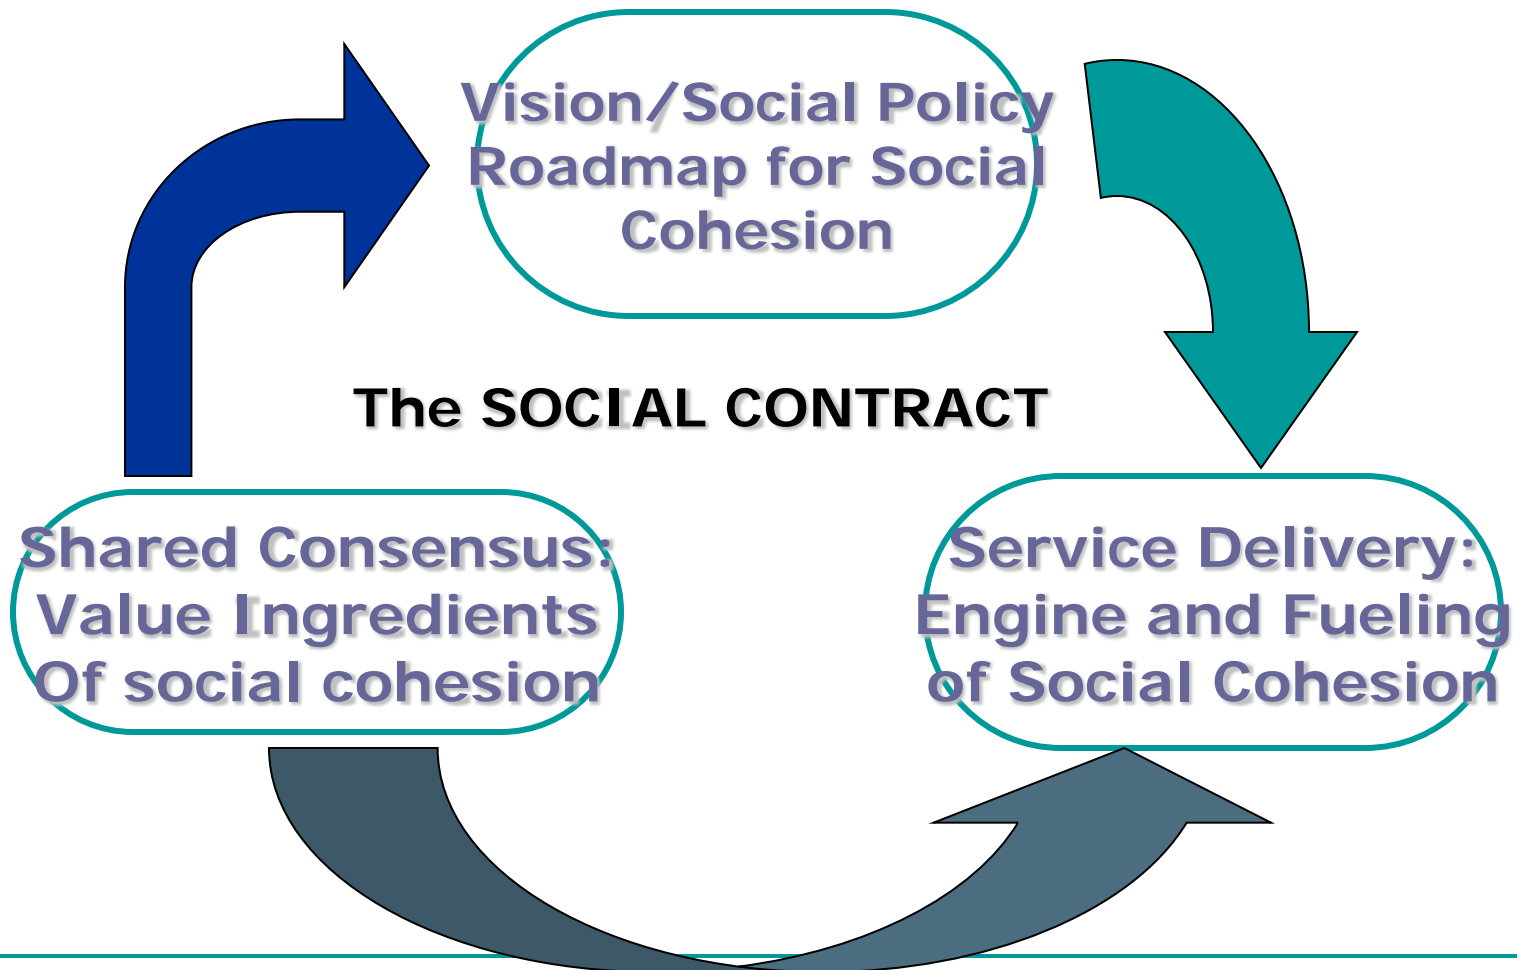 Vision/Social Policy
Roadmap for Social
Cohesion
The SOCIAL CONTRACT
Shared Consensus:
Value Ingredients
Of social cohesion
Service Delivery:
Engine and Fueling
of Social Cohesion